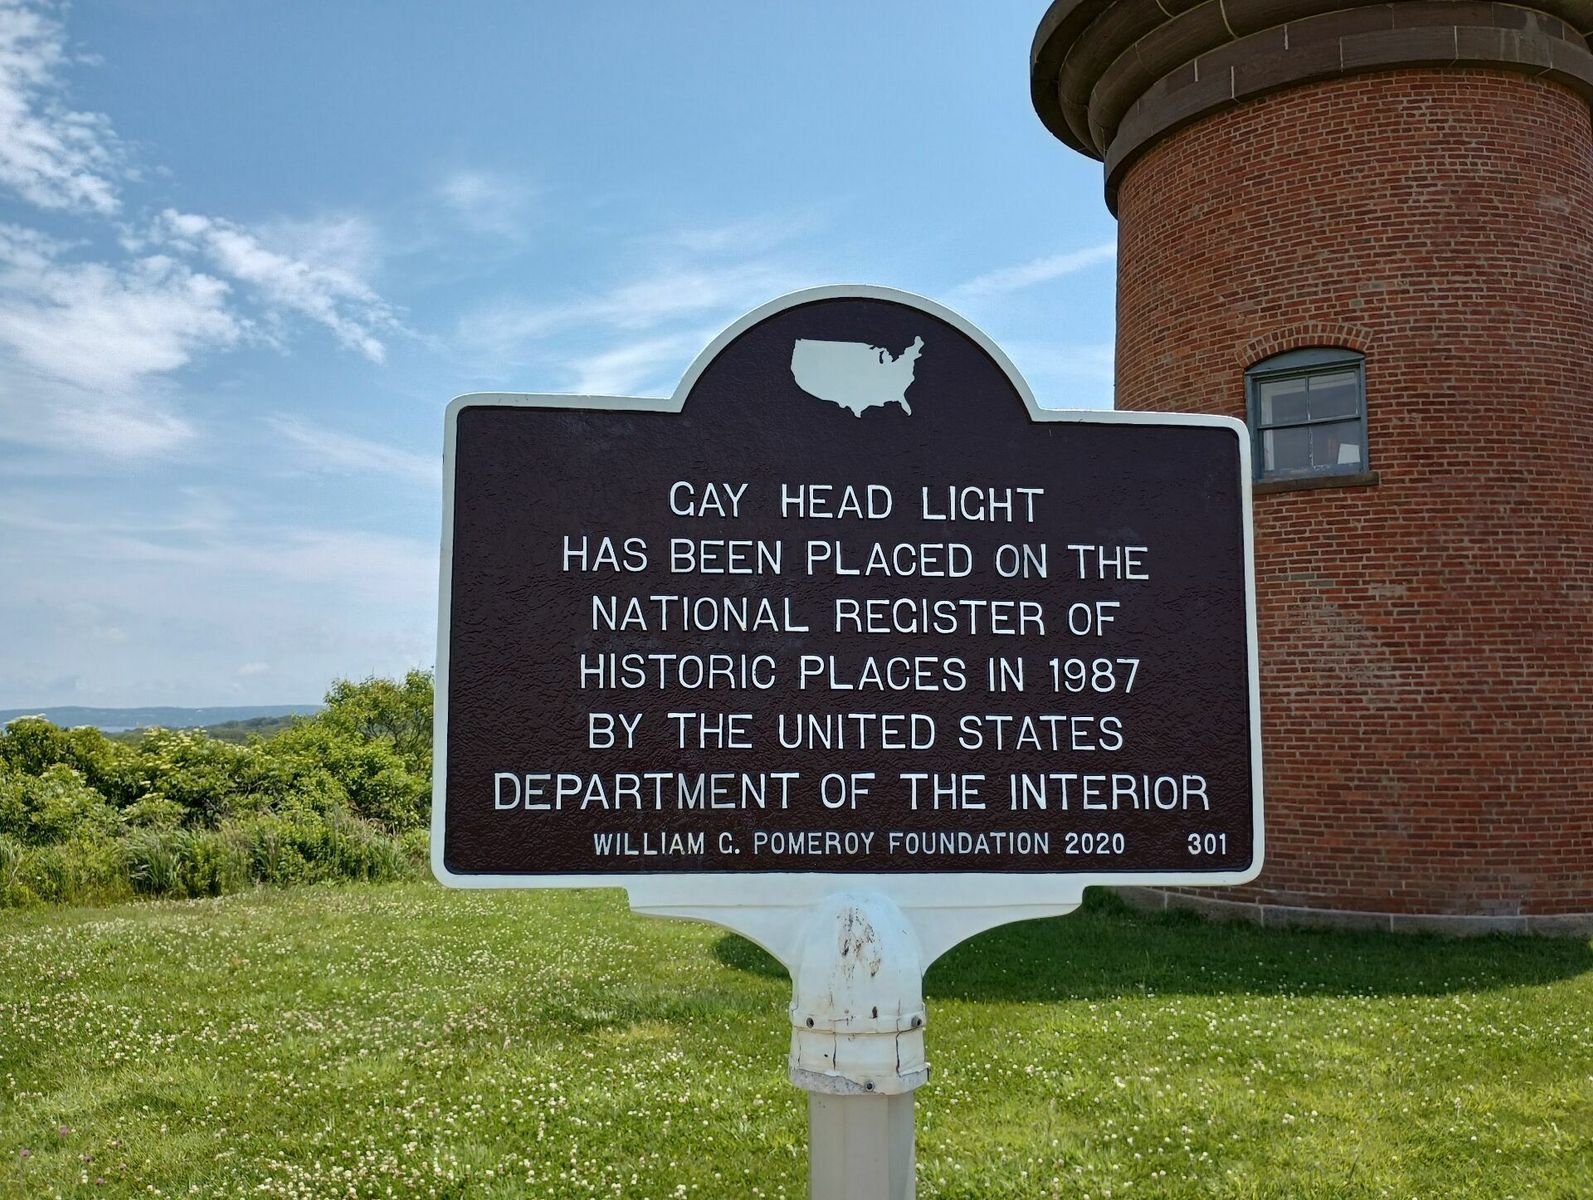 GAY HEAD LIGHT
HAS BEEN PLACED ON THE
NATIONAL REGISTER OF
HISTORIC PLACES IN 1987
BY THE UNITED STATES
DEPARTMENT OF THE INTERIOR
WILLIAM G. POMEROY FOUNDATION 2020 301